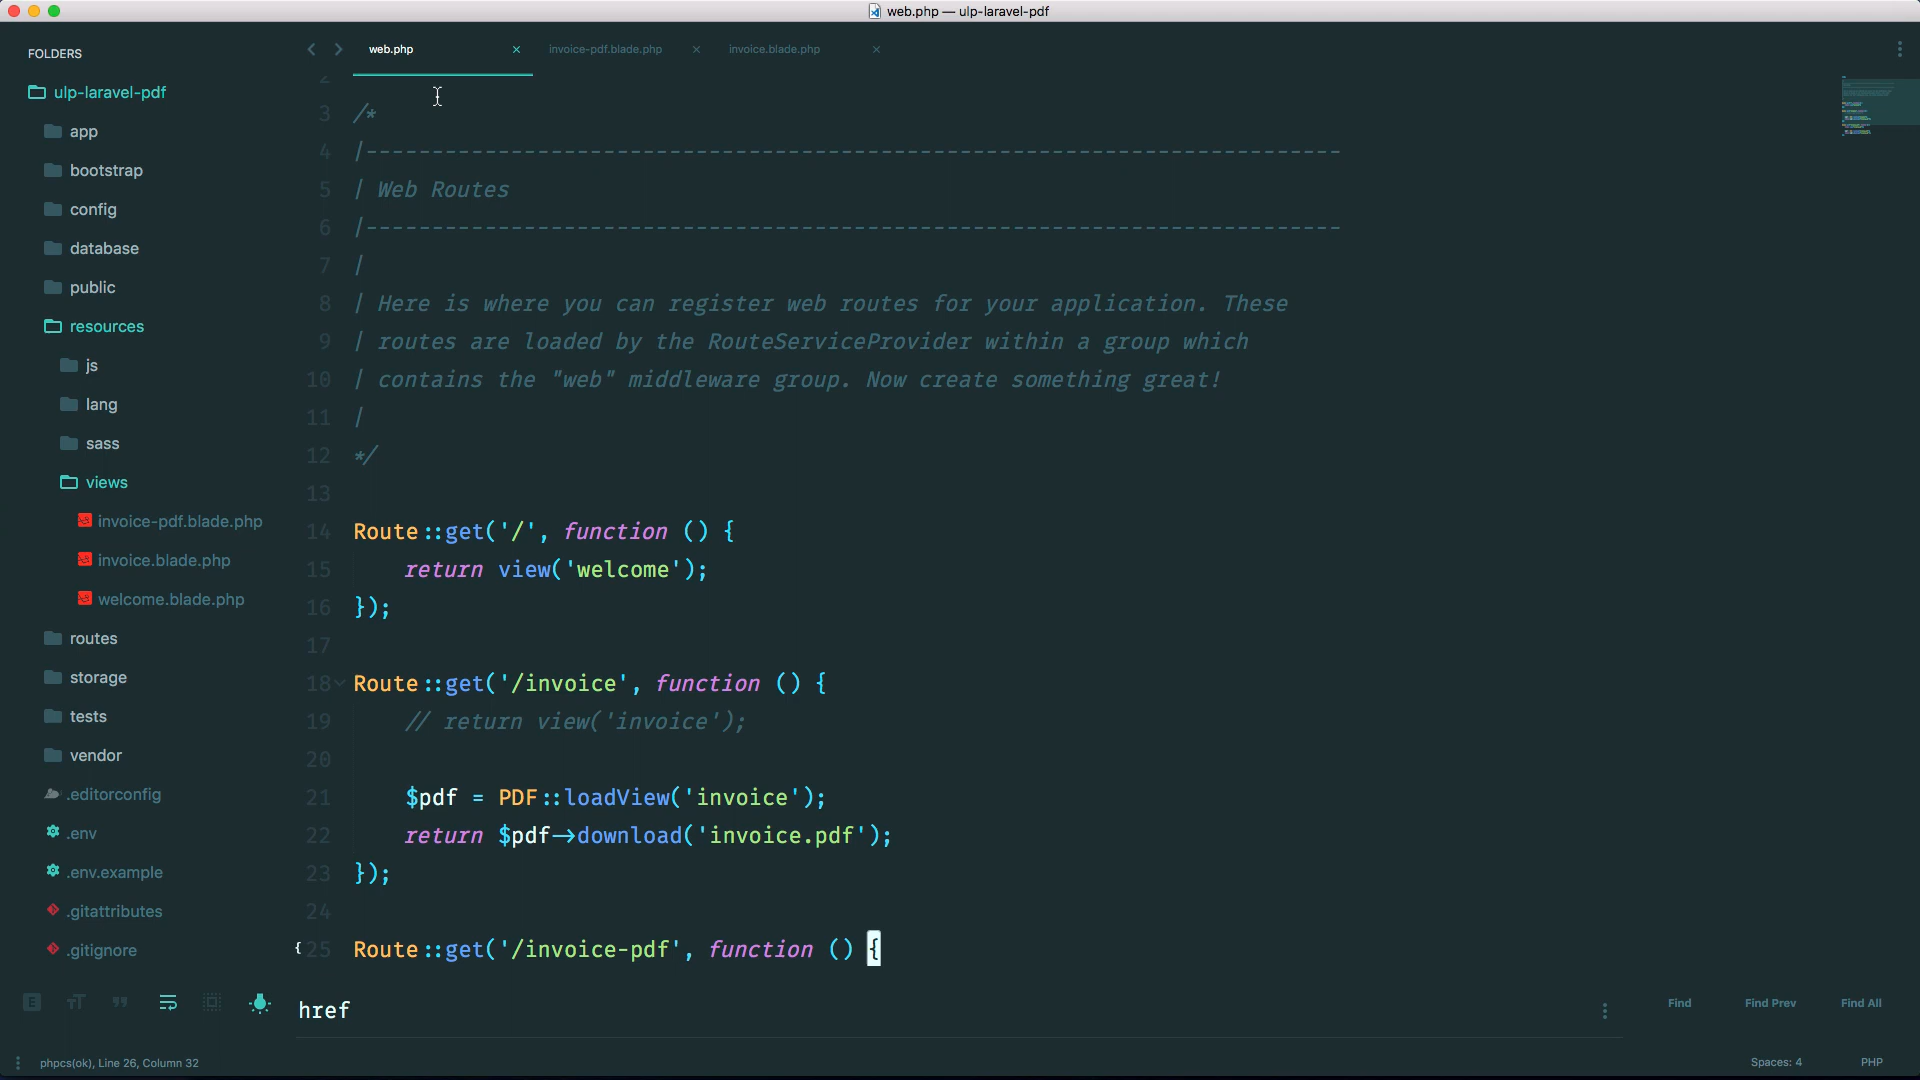 web.php — ulp-laravel-pdf
FOLDERS
ulp-laravel-pdf
app
bootstrap
config
database
public
resources
js
lang
sass
views
invoice-pdf.blade.php
invoice.blade.php
welcome.blade.php
routes
storage
tests
vendor
.editorconfig
.env
.env.example
.gitattributes
.gitignore
web.php × invoice-pdf.blade.php × invoice.blade.php ×
2
3 /*
4 |--------------------------------------------------------------------------
5 | Web Routes
6 |--------------------------------------------------------------------------
7 |
8 | Here is where you can register web routes for your application. These
9 | routes are loaded by the RouteServiceProvider within a group which
10 | contains the "web" middleware group. Now create something great!
11 |
12 */
13
14 Route::get('/', function () {
15     return view('welcome');
16 });
17
18 Route::get('/invoice', function () {
19     // return view('invoice');
20
21     $pdf = PDF::loadView('invoice');
22     return $pdf->download('invoice.pdf');
23 });
24
{ 25 Route::get('/invoice-pdf', function () {
href
Find Find Prev Find All
phpcs(ok), Line 26, Column 32
Spaces: 4 PHP